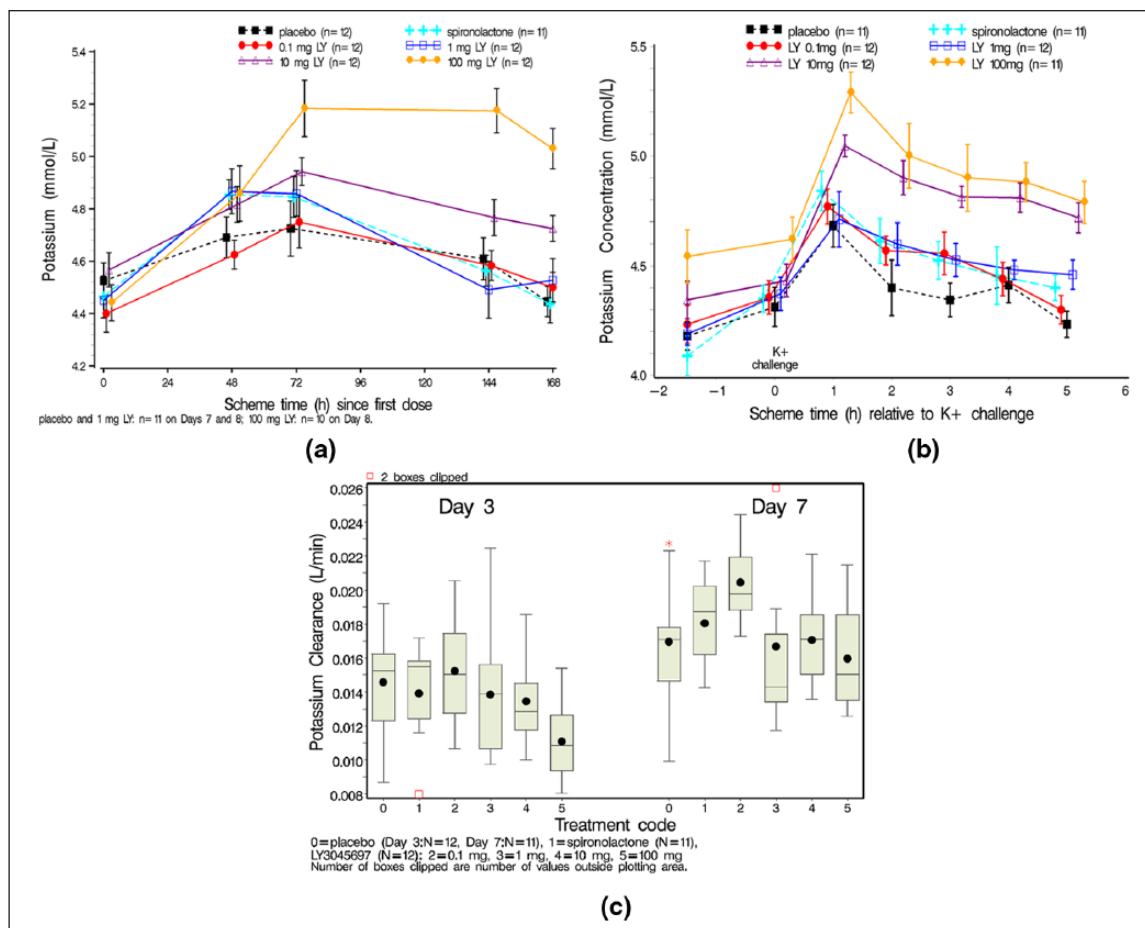 placebo (n=12) spironolactone (n=11)
0.1 mg LY (n=12) 1 mg LY (n=12)
10 mg LY (n=12) 100 mg LY (n=12)
Potassium (mmol/L)
5.4
5.2
5.0
4.8
4.6
4.4
4.2
0 24 48 72 96 120 144 168
Scheme time (h) since first dose
placebo and 1 mg LY: n=11 on Days 7 and 8; 100 mg LY: n=10 on Day 8.
(a)
placebo (n=11) spironolactone (n=11)
LY 0.1mg (n=12) LY 1mg (n=12)
LY 10mg (n=12) LY 100mg (n=11)
Potassium Concentration (mmol/L)
5.5
5.0
4.5
4.0
K+
challenge
−2 −1 0 1 2 3 4 5 6
Scheme time (h) relative to K+ challenge
(b)
2 boxes clipped
Potassium Clearance (L/min)
0.026
0.024
0.022
0.020
0.018
0.016
0.014
0.012
0.010
0.008
Day 3 Day 7
0 1 2 3 4 5 0 1 2 3 4 5
Treatment code
0=placebo (Day 3:N=12, Day 7:N=11), 1=spironolactone (N=11),
LY3045697 (N=12): 2=0.1 mg, 3=1 mg, 4=10 mg, 5=100 mg
Number of boxes clipped are number of values outside plotting area.
(c)